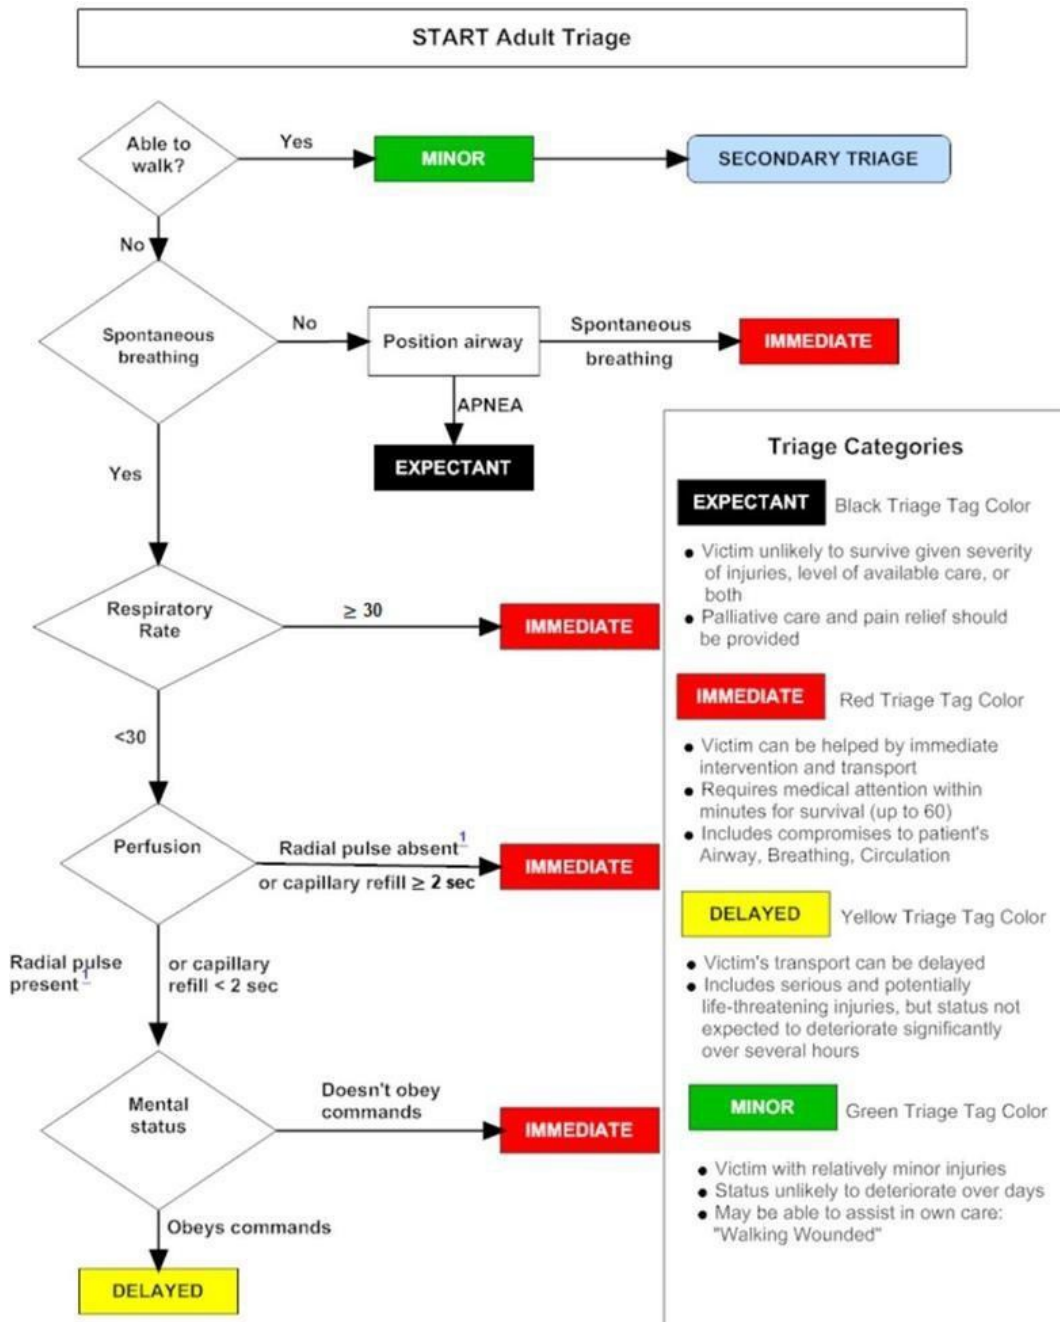 START Adult Triage
Able to
walk?
Yes
MINOR
SECONDARY TRIAGE
No
Spontaneous
breathing
No
Position airway
Spontaneous
breathing
IMMEDIATE
APNEA
EXPECTANT
Yes
Respiratory
Rate
≥ 30
IMMEDIATE
<30
Perfusion
Radial pulse absent1
or capillary refill ≥ 2 sec
IMMEDIATE
Radial pulse
present1
or capillary
refill < 2 sec
Mental
status
Doesn't obey
commands
IMMEDIATE
Obeys commands
DELAYED
Triage Categories
EXPECTANT Black Triage Tag Color
● Victim unlikely to survive given severity
of injuries, level of available care, or
both
● Palliative care and pain relief should
be provided
IMMEDIATE Red Triage Tag Color
● Victim can be helped by immediate
intervention and transport
● Requires medical attention within
minutes for survival (up to 60)
● Includes compromises to patient's
Airway, Breathing, Circulation
DELAYED Yellow Triage Tag Color
● Victim's transport can be delayed
● Includes serious and potentially
life-threatening injuries, but status not
expected to deteriorate significantly
over several hours
MINOR Green Triage Tag Color
● Victim with relatively minor injuries
● Status unlikely to deteriorate over days
● May be able to assist in own care:
"Walking Wounded"